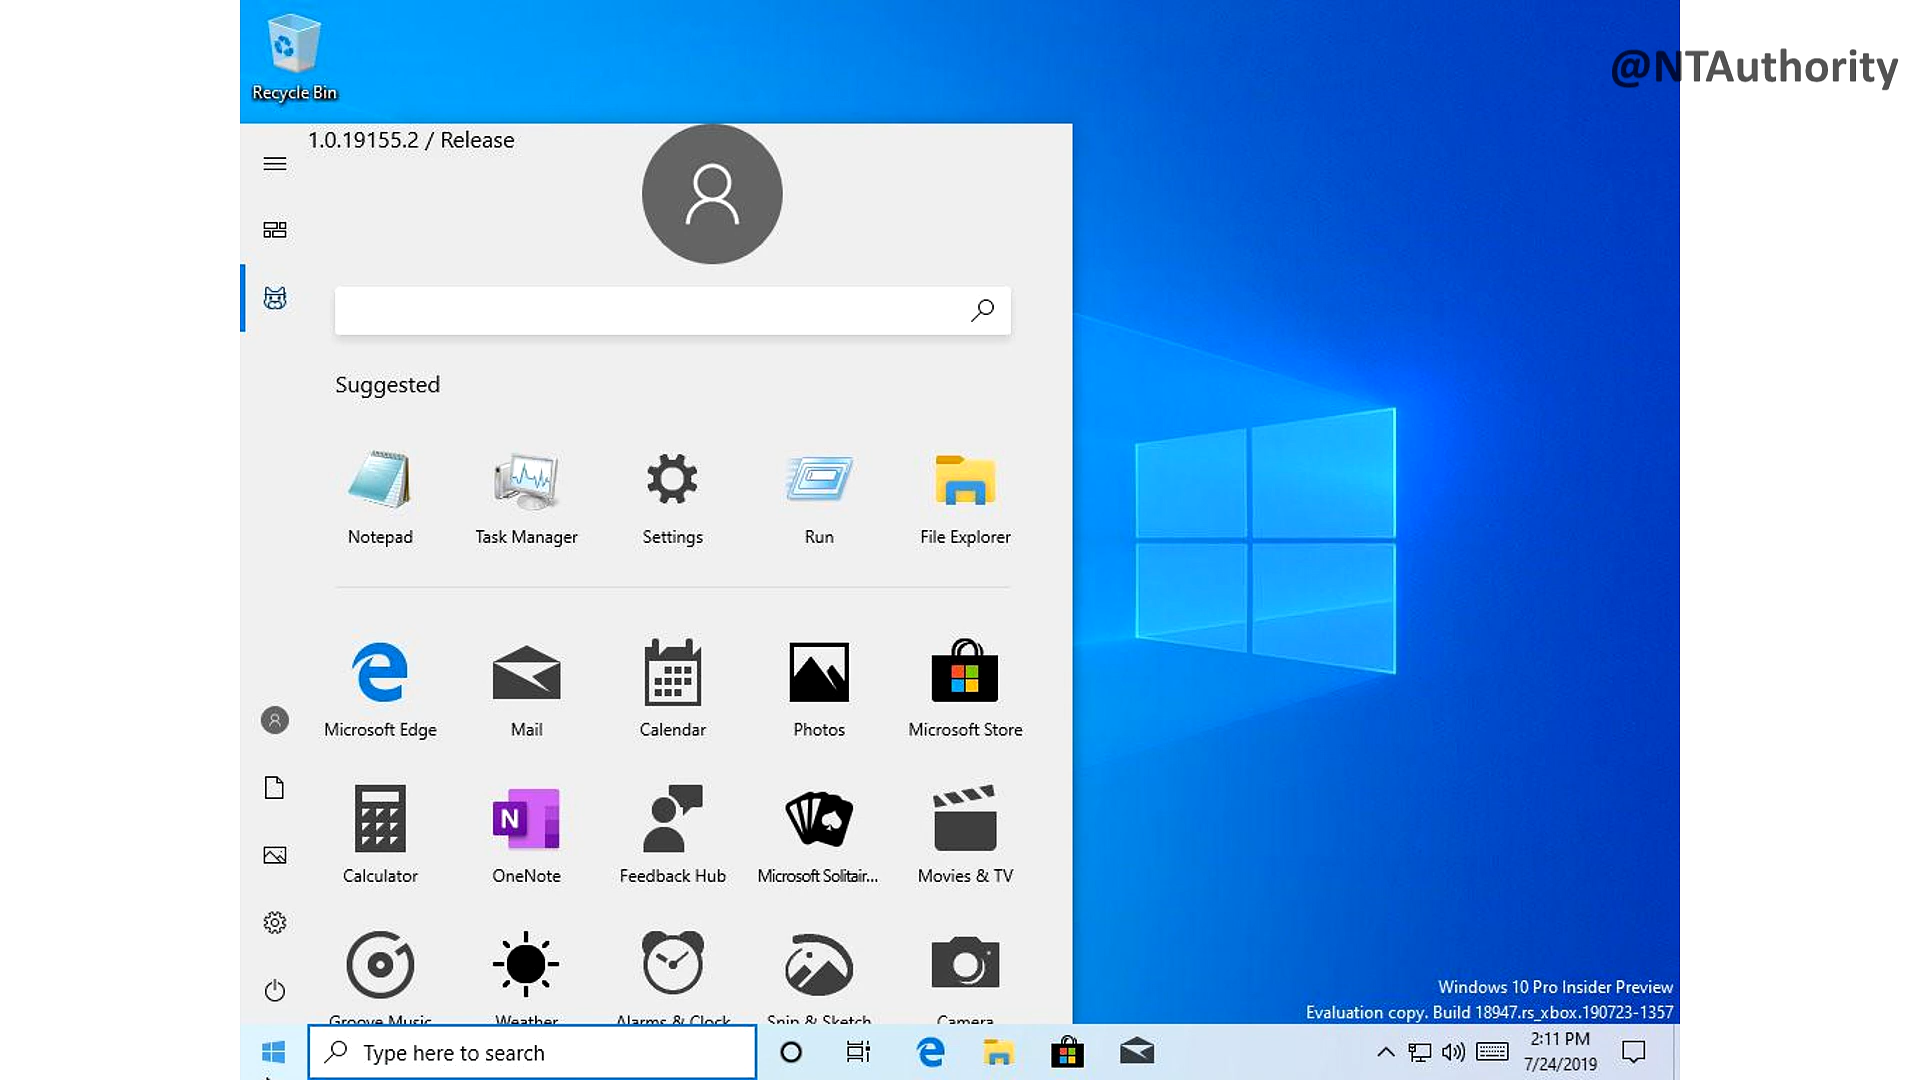 @NTAuthority
Recycle Bin
1.0.19155.2 / Release
Suggested
Notepad
Task Manager
Settings
Run
File Explorer
Microsoft Edge
Mail
Calendar
Photos
Microsoft Store
Calculator
N
OneNote
Feedback Hub
Microsoft Solitair...
Movies & TV
Groove Music
Weather
Alarms & Clock
Snip & Sketch
Camera
Windows 10 Pro Insider Preview
Evaluation copy. Build 18947.rs_xbox.190723-1357
Type here to search
2:11 PM
7/24/2019